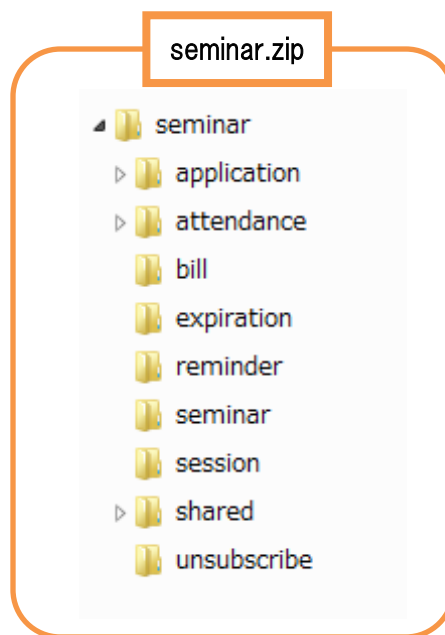 seminar.zip
seminar
application
attendance
bill
expiration
reminder
seminar
session
shared
unsubscribe